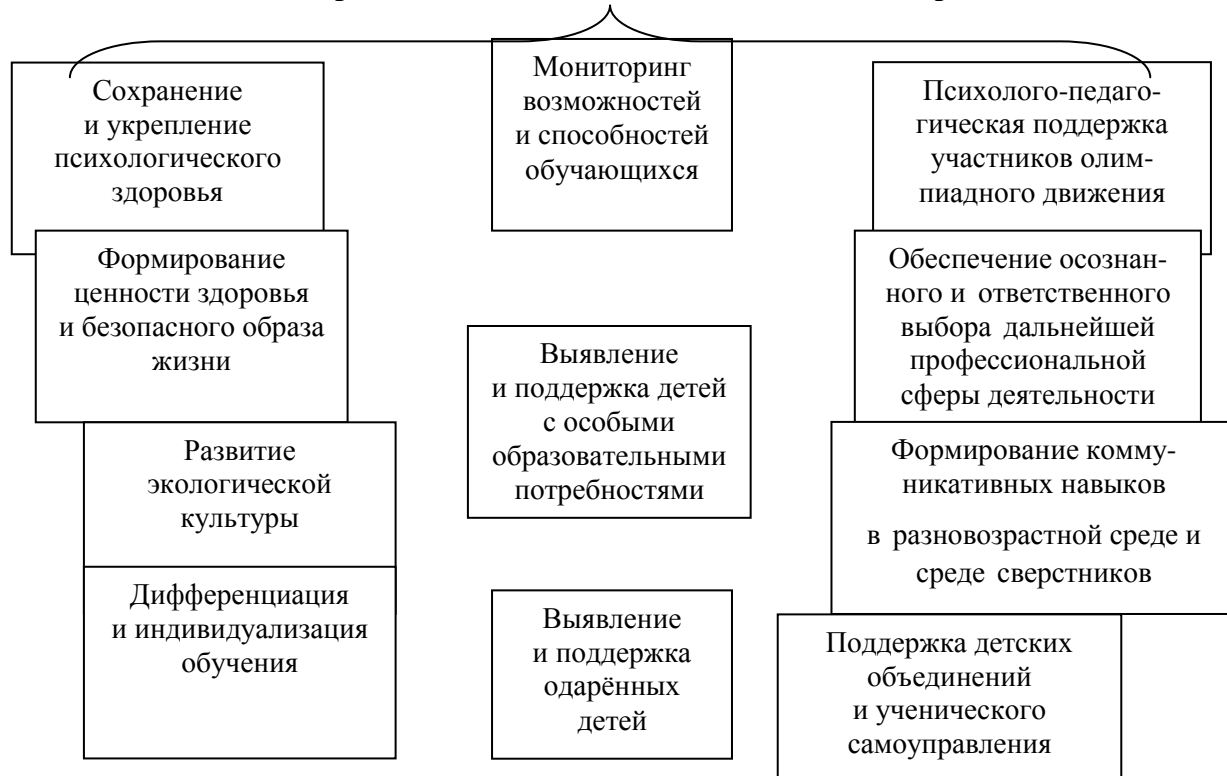 Сохранение
и укрепление
психологического
здоровья
Формирование
ценности здоровья
и безопасного образа
жизни
Развитие
экологической
культуры
Дифференциация
и индивидуализация
обучения
Мониторинг
возможностей
и способностей
обучающихся
Выявление
и поддержка детей
с особыми
образовательными
потребностями
Выявление
и поддержка
одарённых
детей
Психолого-педаго-
гическая поддержка
участников олим-
пиадного движения
Обеспечение осознан-
ного и ответственного
выбора дальнейшей
профессиональной
сферы деятельности
Формирование комму-
никативных навыков
в разновозрастной среде и
среде сверстников
Поддержка детских
объединений
и ученического
самоуправления